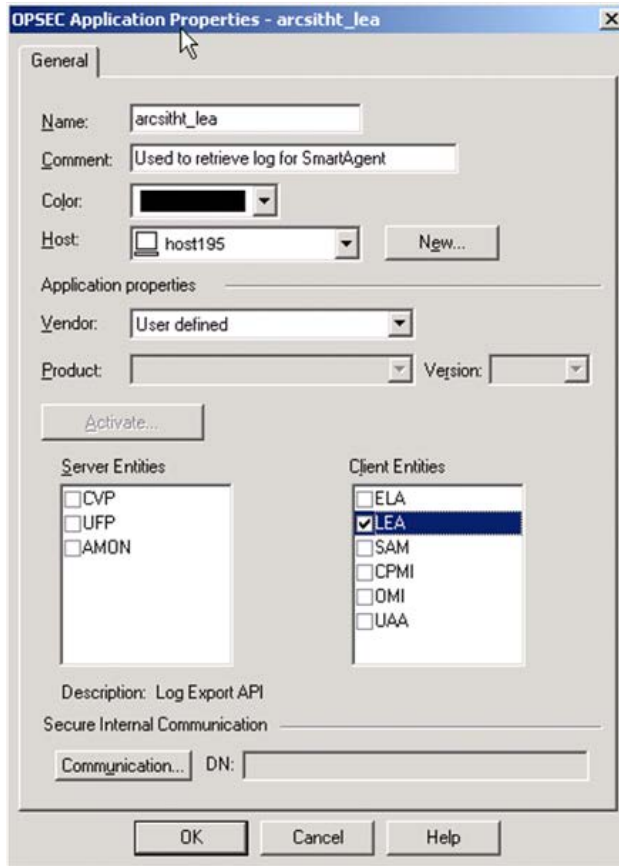 OPSEC Application Properties - arcsitht_lea
General
Name: arcsitht_lea
Comment: Used to retrieve log for SmartAgent
Color:
Host: host195 New...
Application properties
Vendor: User defined
Product: Version:
Activate...
Server Entities
CVP
UFP
AMON
Client Entities
ELA
LEA
SAM
CPMI
OMI
UAA
Description: Log Export API
Secure Internal Communication
Communication... DN:
OK Cancel Help